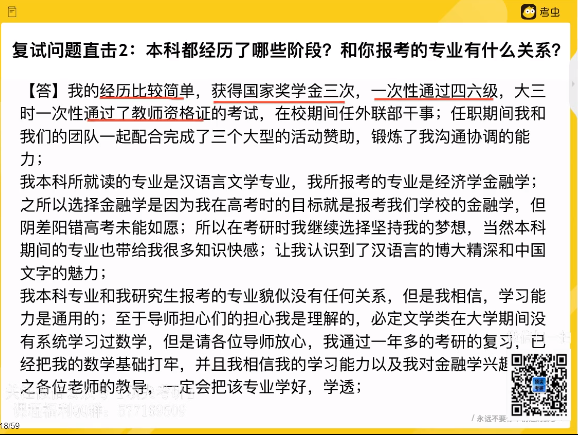 考虫
复试问题直击2：本科都经历了哪些阶段？和你报考的专业有什么关系？
【答】我的经历比较简单，获得国家奖学金三次，一次性通过四六级，大三
时一次性通过了教师资格证的考试，在校期间任外联部干事；任职期间我和
我们的团队一起配合完成了三个大型的活动赞助，锻炼了我沟通协调的能
力；
我本科所就读的专业是汉语言文学专业，我所报考的专业是经济学金融学；
之所以选择金融学是因为我在高考时的目标就是报考我们学校的金融学，但
阴差阳错高考未能如愿；所以在考研时我继续选择坚持我的梦想，当然本科
期间的专业也带给我很多知识快感；让我认识到了汉语言的博大精深和中国
文字的魅力；
我本科专业和我研究生报考的专业貌似没有任何关系，但是我相信，学习能
力是通用的；至于导师担心们的担心我是理解的，必定文学类在大学期间没
有系统学习过数学，但是请各位导师放心，我通过一年多的考研的复习，已
经把我的数学基础打牢，并且我相信我的学习能力以及我对金融学兴趣
之各位老师的教导，一定会把该专业学好，学透；
18/59